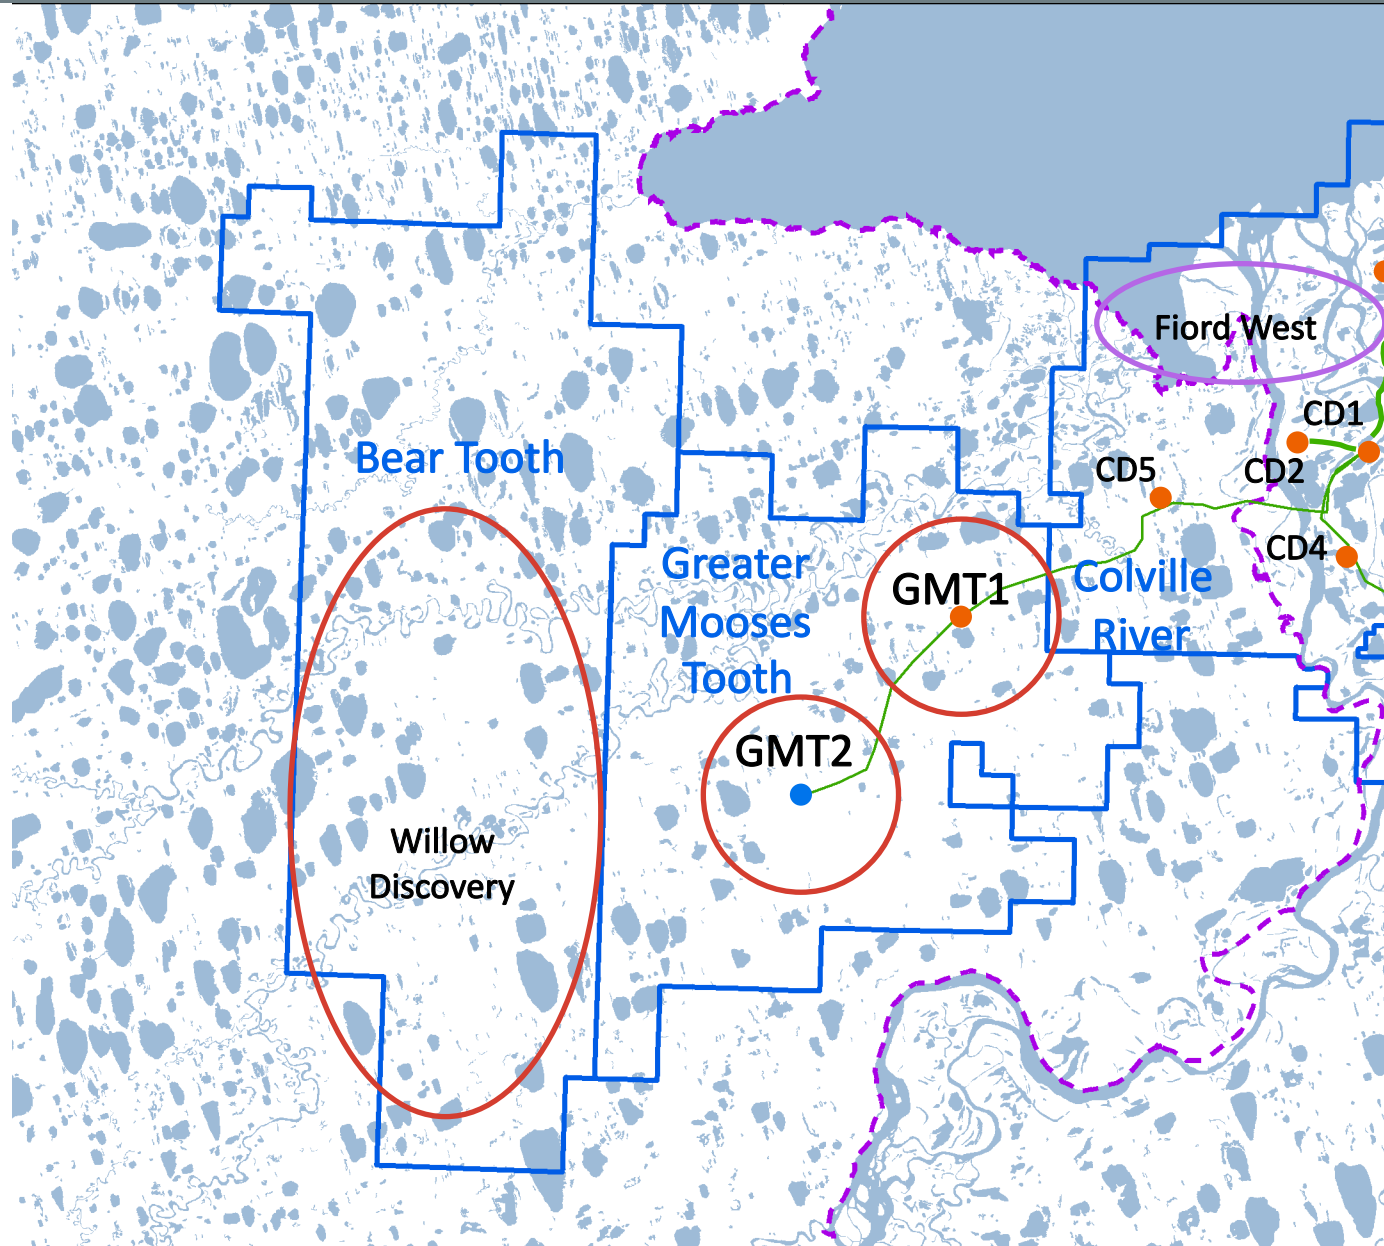 Fiord West
CD1
CD2
CD5
CD4
Bear Tooth
Greater
Mooses
Tooth
GMT1
Colville
River
GMT2
Willow
Discovery